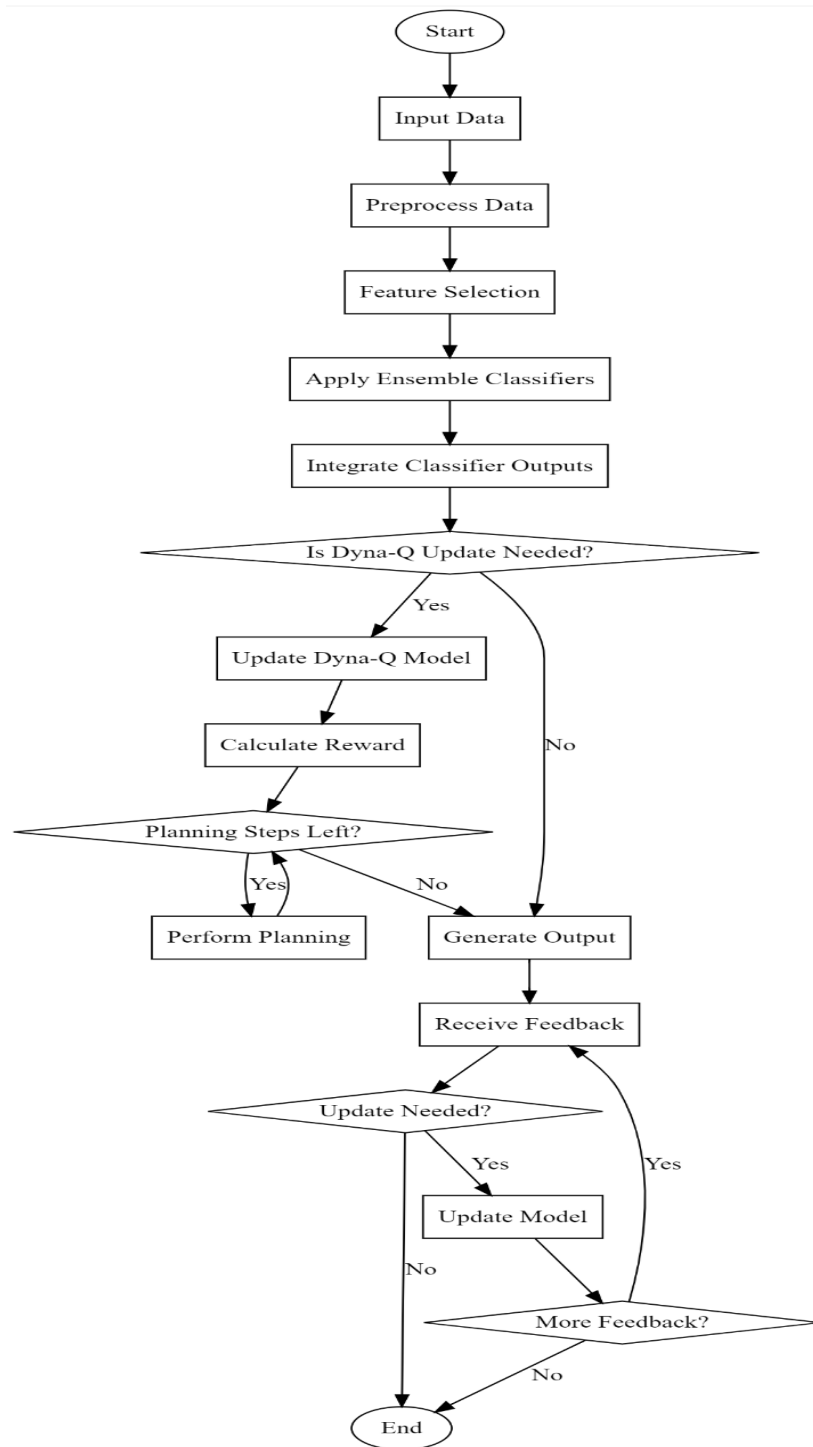 Start
Input Data
Preprocess Data
Feature Selection
Apply Ensemble Classifiers
Integrate Classifier Outputs
Is Dyna-Q Update Needed?
Yes
Update Dyna-Q Model
Calculate Reward
No
Planning Steps Left?
Yes
No
Perform Planning
Generate Output
Receive Feedback
Update Needed?
Yes
Yes
Update Model
No
More Feedback?
No
End